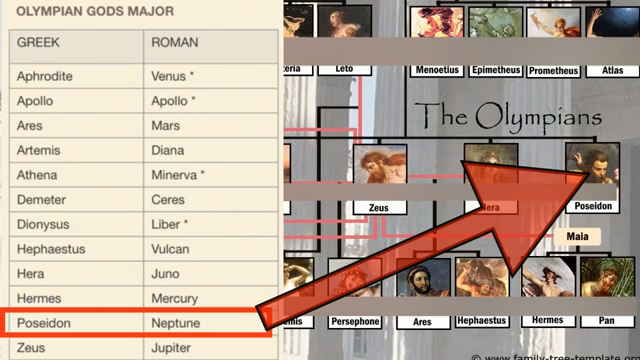 OLYMPIAN GODS MAJOR
GREEK ROMAN
Aphrodite Venus *
Apollo Apollo *
Ares Mars
Artemis Diana
Athena Minerva *
Demeter Ceres
Dionysus Liber *
Hephaestus Vulcan
Hera Juno
Hermes Mercury
Poseidon Neptune
Zeus Jupiter
Leto Menoetius Epimetheus Prometheus Atlas
The Olympians
Zeus Hera Poseidon
Maia
Persephone Ares Hephaestus Hermes Pan
© www.family-tree-template.org